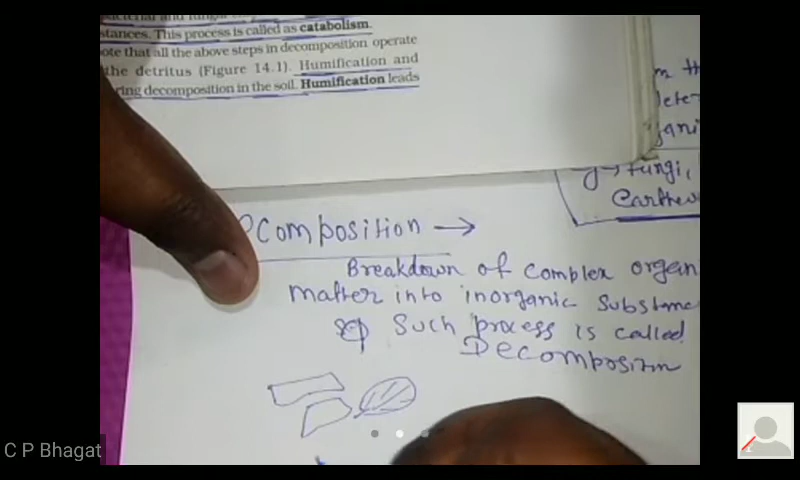 stances. This process is called as catabolism.
ote that all the above steps in decomposition operate
the detritus (Figure 14.1). Humification and
ring decomposition in the soil. Humification leads
Fungi,
composition →
Breakdown of complex organ
Matter into inorganic Substanc
Such process is called
Decomposition
C P Bhagat